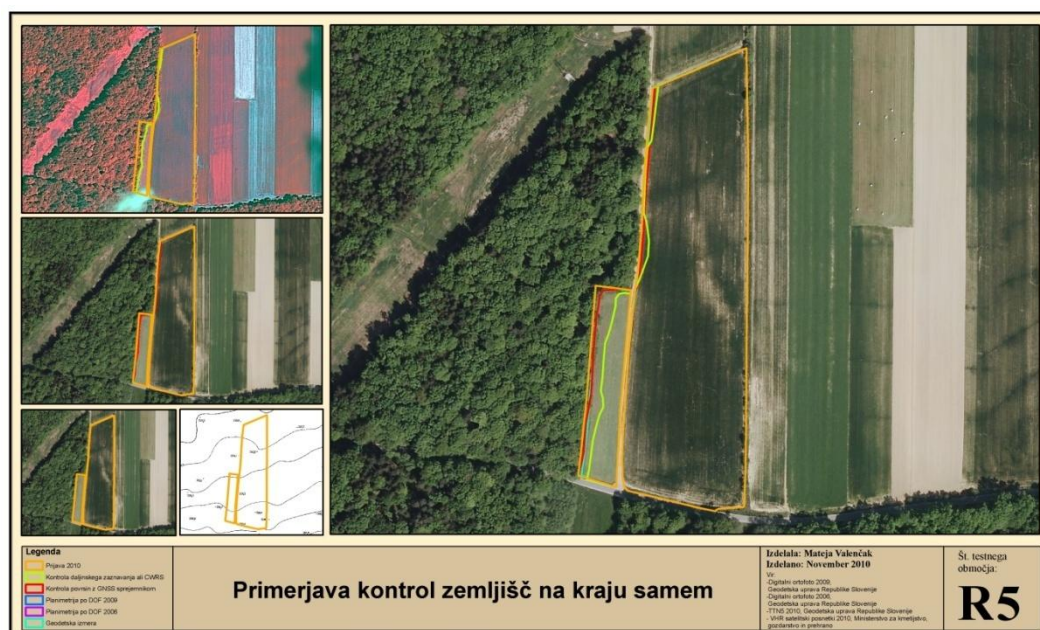 Legenda
Prijava 2010
Kontrola daljinskega zaznavanja ali CWRS
Kontrola povrsin z GNSS sprejemnikom
Planimetrija po DOF 2009
Planimetrija po DOF 2006
Geodetska izmera
Primerjava kontrol zemljišč na kraju samem
Izdelala: Mateja Valenčak
Izdelano: November 2010
Vir:
-Digitalni ortofoto 2009,
Geodetska uprava Republike Slovenije
-Digitalni ortofoto 2006,
Geodetska uprava Republike Slovenije
-TTN5 2010, Geodetska uprava Republike Slovenije
- VHR satelitski posnetki 2010, Ministerstvo za kmetijstvo,
gozdarstvo in prehrano
Št. testnega
območja:
R5